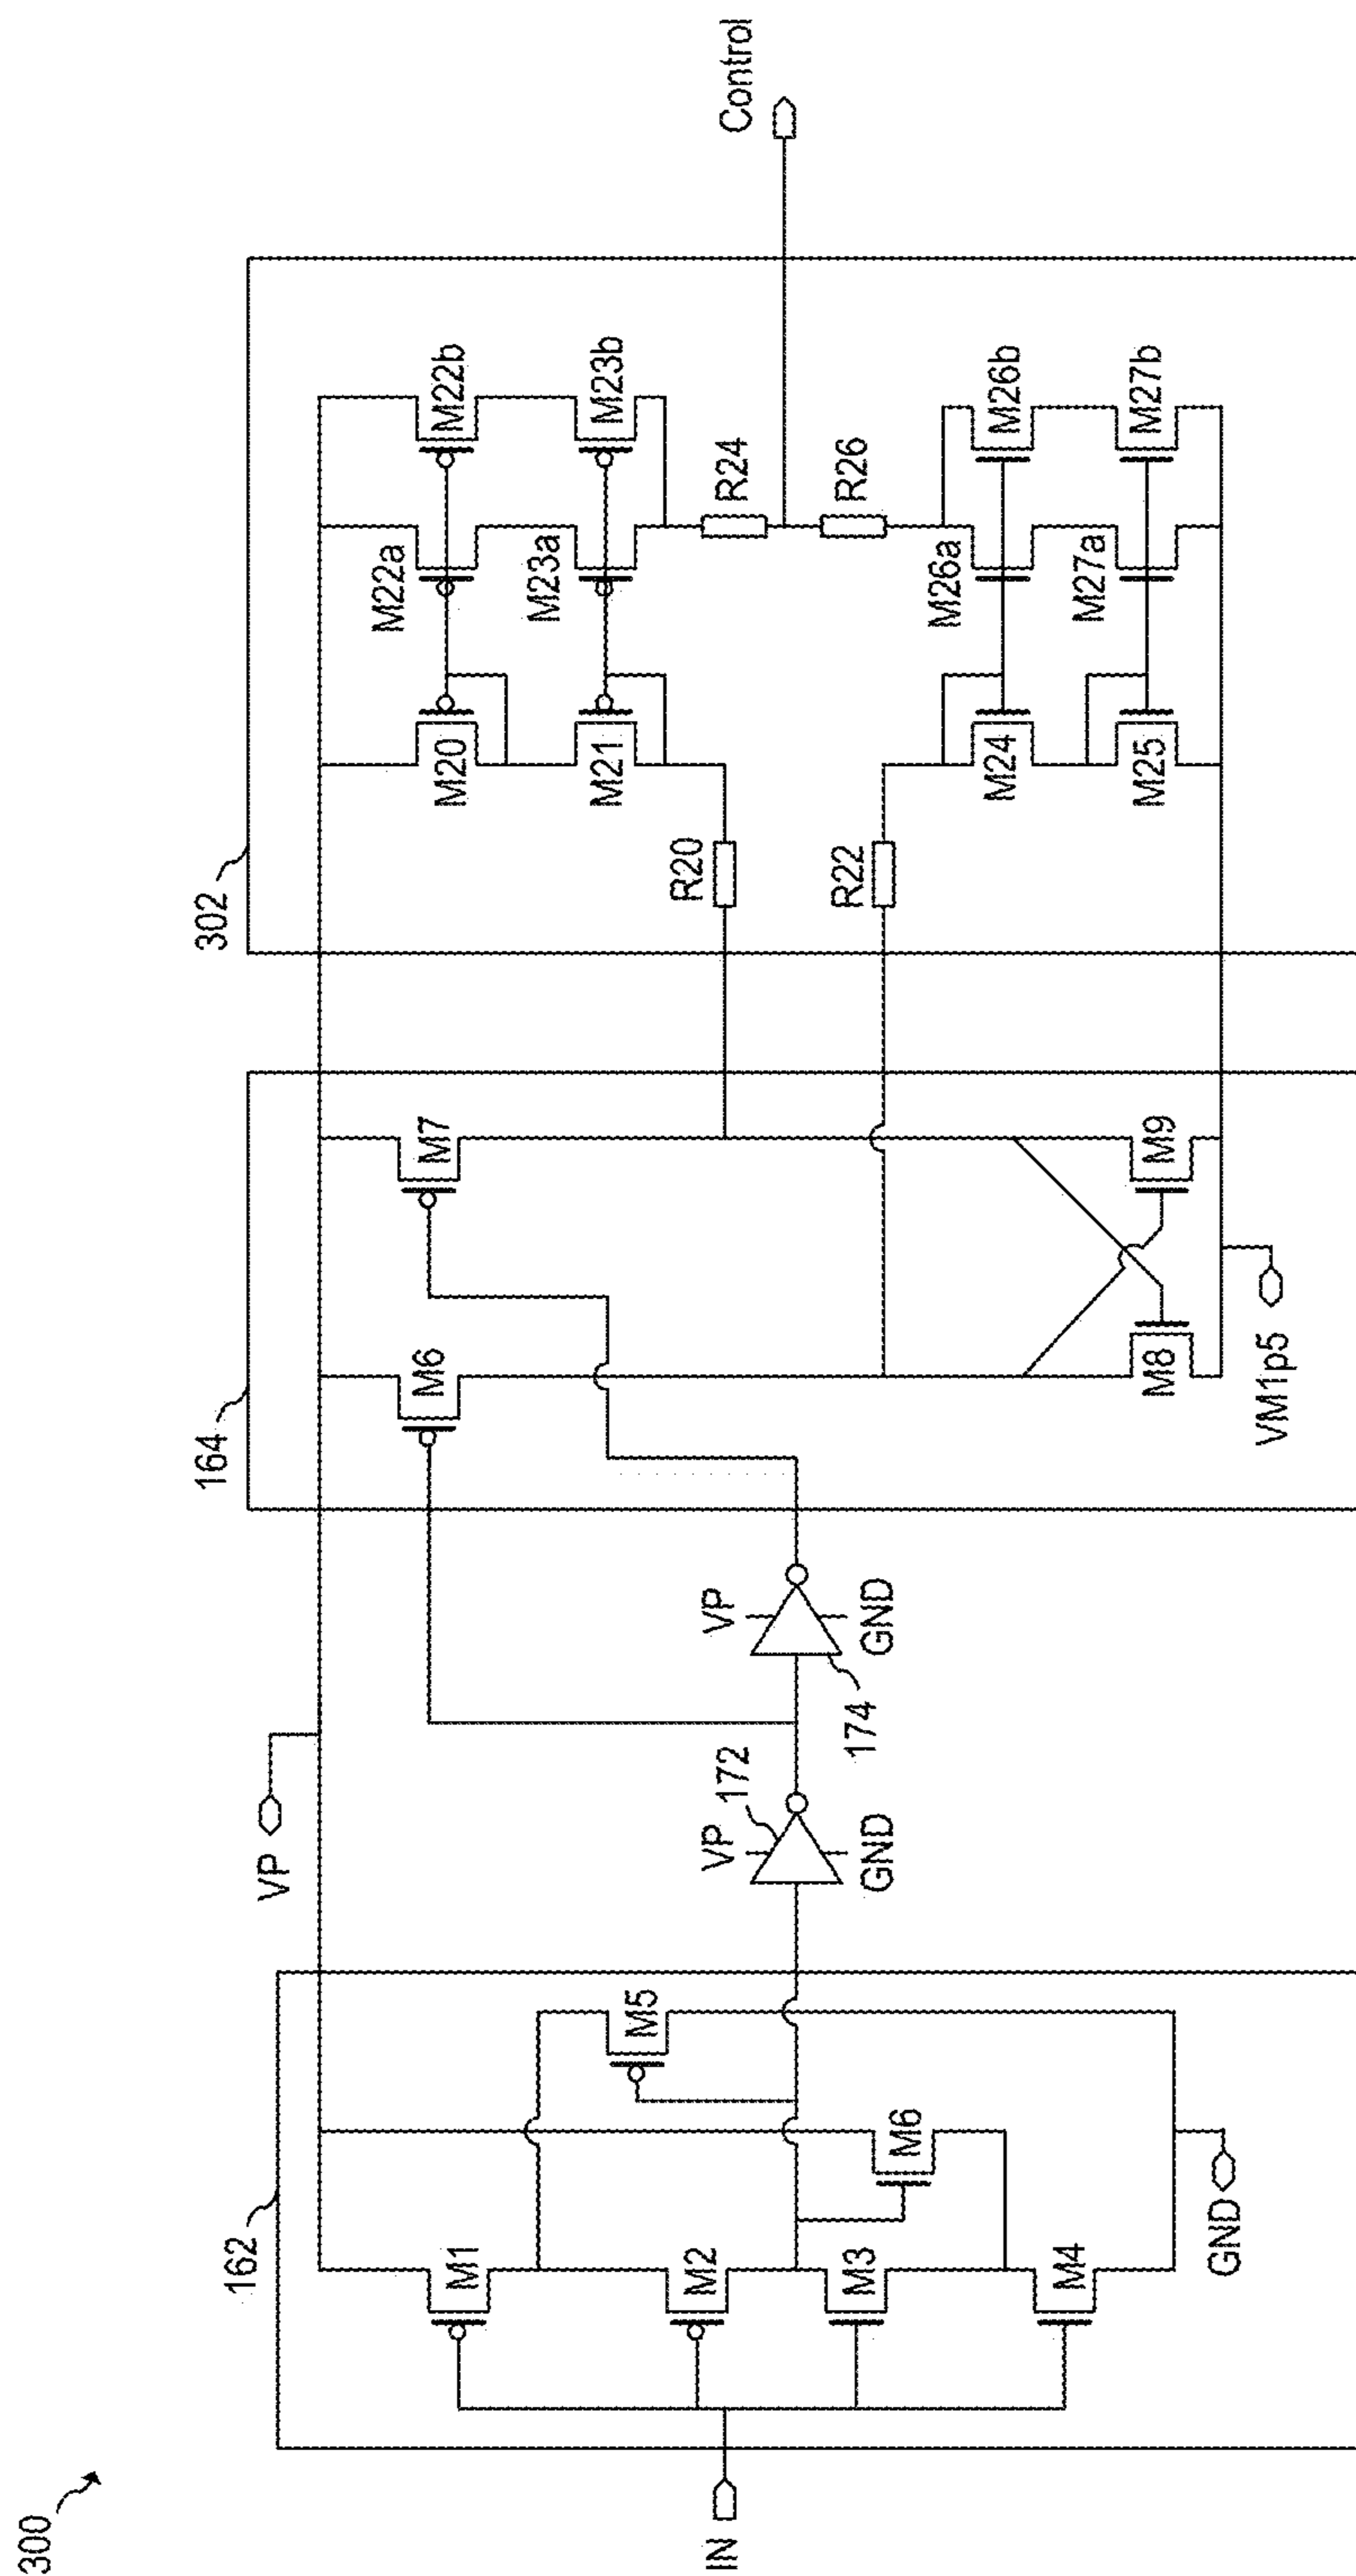 300
162
164
302
VP
IN
M1
M2
M3
M4
M5
M6
GND
VP
172
GND
VP
174
GND
M6
M7
M8
M9
VM1p5
R20
R22
M20
M21
M22a
M22b
M23a
M23b
R24
R26
Control
M24
M25
M26a
M26b
M27a
M27b